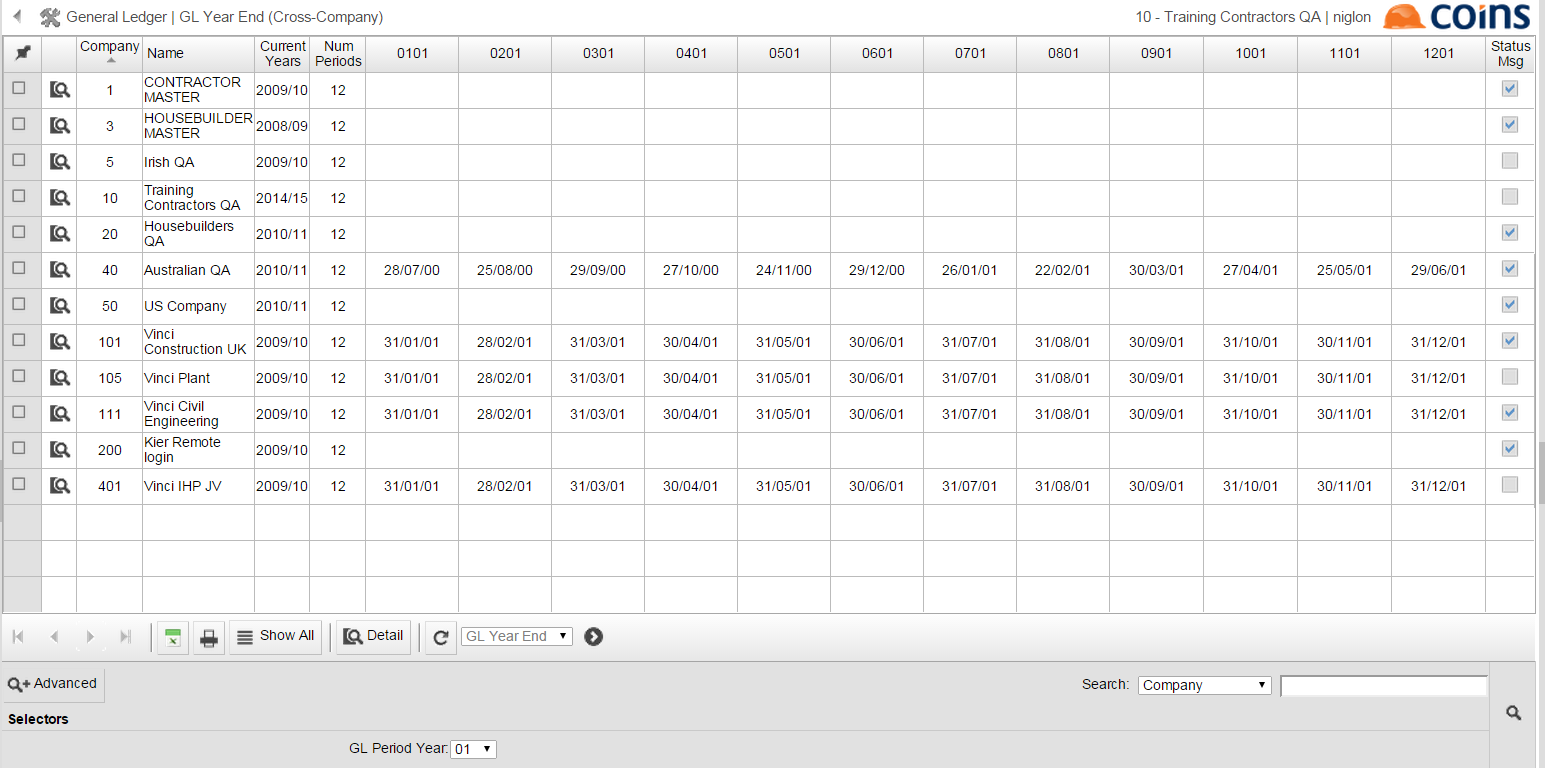 General Ledger | GL Year End (Cross-Company)
10 - Training Contractors QA | niglon
coins
Company Name Current Years Num Periods 0101 0201 0301 0401 0501 0601 0701 0801 0901 1001 1101 1201 Status Msg
1 CONTRACTOR MASTER 2009/10 12
3 HOUSEBUILDER MASTER 2008/09 12
5 Irish QA 2009/10 12
10 Training Contractors QA 2014/15 12
20 Housebuilders QA 2010/11 12
40 Australian QA 2010/11 12 28/07/00 25/08/00 29/09/00 27/10/00 24/11/00 29/12/00 26/01/01 22/02/01 30/03/01 27/04/01 25/05/01 29/06/01
50 US Company 2010/11 12
101 Vinci Construction UK 2009/10 12 31/01/01 28/02/01 31/03/01 30/04/01 31/05/01 30/06/01 31/07/01 31/08/01 30/09/01 31/10/01 30/11/01 31/12/01
105 Vinci Plant 2009/10 12 31/01/01 28/02/01 31/03/01 30/04/01 31/05/01 30/06/01 31/07/01 31/08/01 30/09/01 31/10/01 30/11/01 31/12/01
111 Vinci Civil Engineering 2009/10 12 31/01/01 28/02/01 31/03/01 30/04/01 31/05/01 30/06/01 31/07/01 31/08/01 30/09/01 31/10/01 30/11/01 31/12/01
200 Kier Remote login 2009/10 12
401 Vinci IHP JV 2009/10 12 31/01/01 28/02/01 31/03/01 30/04/01 31/05/01 30/06/01 31/07/01 31/08/01 30/09/01 31/10/01 30/11/01 31/12/01
Show All Detail GL Year End
Advanced Search: Company
Selectors
GL Period Year: 01